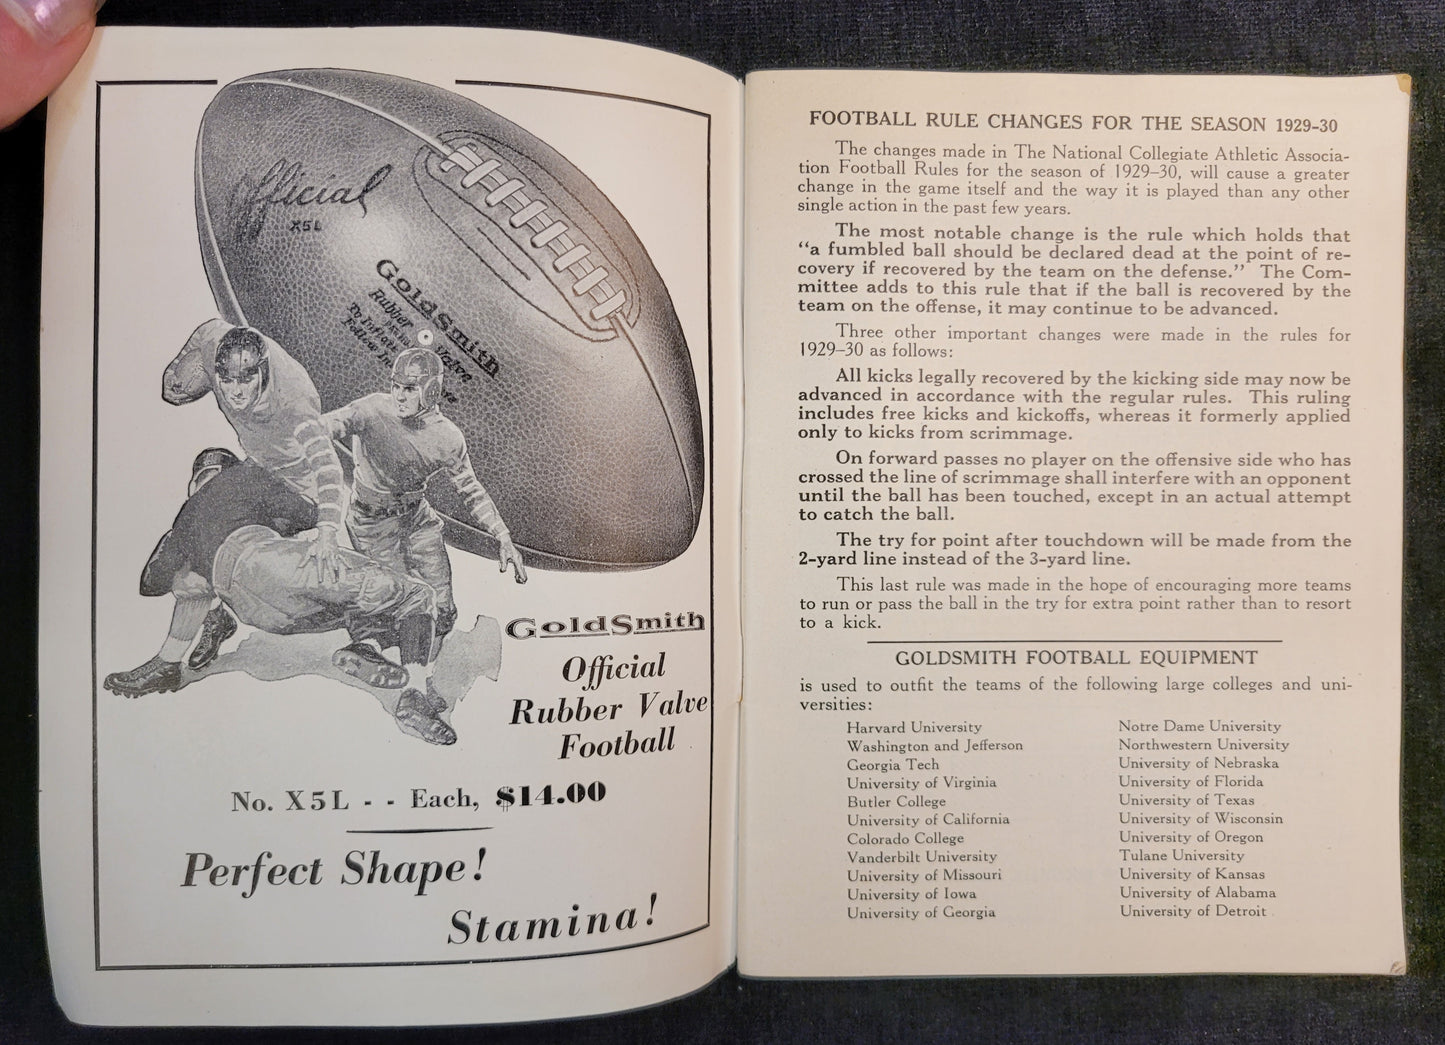 Official
X5L
GoldSmith
Rubber Valve
GoldSmith
Official
Rubber Valve
Football
No. X5L - - Each, $14.00
Perfect Shape!
Stamina!
FOOTBALL RULE CHANGES FOR THE SEASON 1929-30
The changes made in The National Collegiate Athletic Associa-
tion Football Rules for the season of 1929–30, will cause a greater
change in the game itself and the way it is played than any other
single action in the past few years.
The most notable change is the rule which holds that
“a fumbled ball should be declared dead at the point of re-
covery if recovered by the team on the defense.” The Com-
mittee adds to this rule that if the ball is recovered by the
team on the offense, it may continue to be advanced.
Three other important changes were made in the rules for
1929–30 as follows:
All kicks legally recovered by the kicking side may now be
advanced in accordance with the regular rules. This ruling
includes free kicks and kickoffs, whereas it formerly applied
only to kicks from scrimmage.
On forward passes no player on the offensive side who has
crossed the line of scrimmage shall interfere with an opponent
until the ball has been touched, except in an actual attempt
to catch the ball.
The try for point after touchdown will be made from the
2-yard line instead of the 3-yard line.
This last rule was made in the hope of encouraging more teams
to run or pass the ball in the try for extra point rather than to resort
to a kick.
GOLDSMITH FOOTBALL EQUIPMENT
is used to outfit the teams of the following large colleges and uni-
versities:
Harvard University
Washington and Jefferson
Georgia Tech
University of Virginia
Butler College
University of California
Colorado College
Vanderbilt University
University of Missouri
University of Iowa
University of Georgia
Notre Dame University
Northwestern University
University of Nebraska
University of Florida
University of Texas
University of Wisconsin
University of Oregon
Tulane University
University of Kansas
University of Alabama
University of Detroit